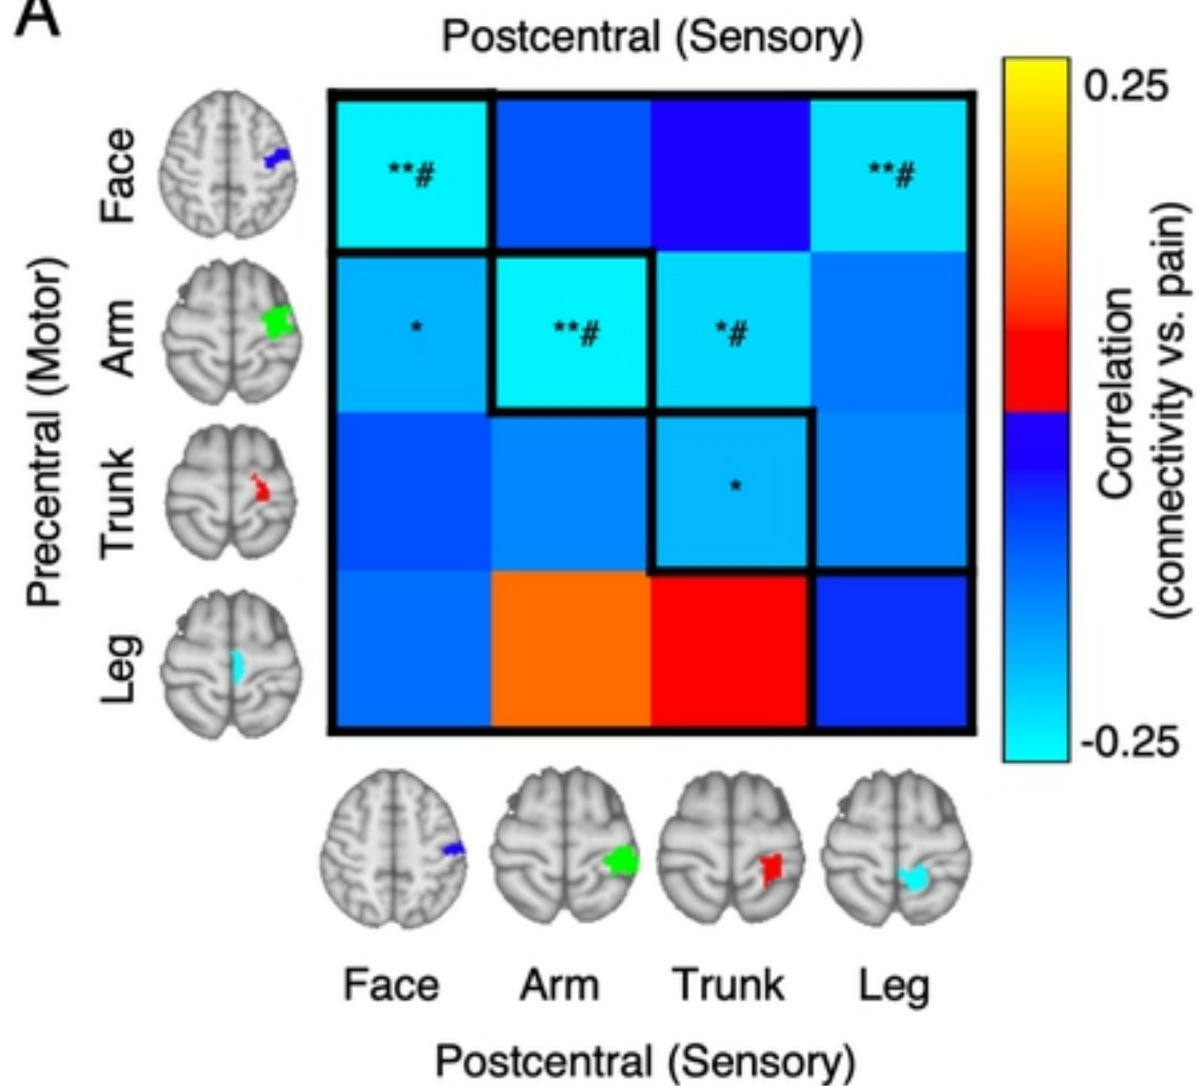 A
Postcentral (Sensory)
Precentral (Motor)
Face
Arm
Trunk
Leg
**#
**#
*
**#
*#
*
0.25
-0.25
Correlation
(connectivity vs. pain)
Face
Arm
Trunk
Leg
Postcentral (Sensory)